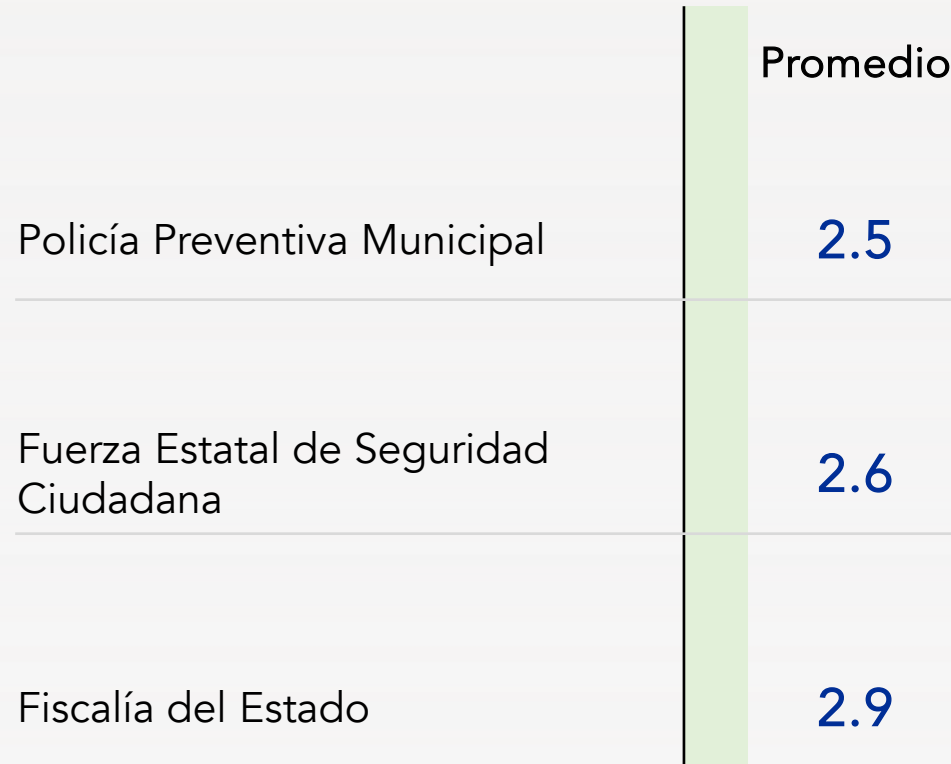 Promedio
Policía Preventiva Municipal
2.5
Fuerza Estatal de Seguridad
Ciudadana
2.6
Fiscalía del Estado
2.9